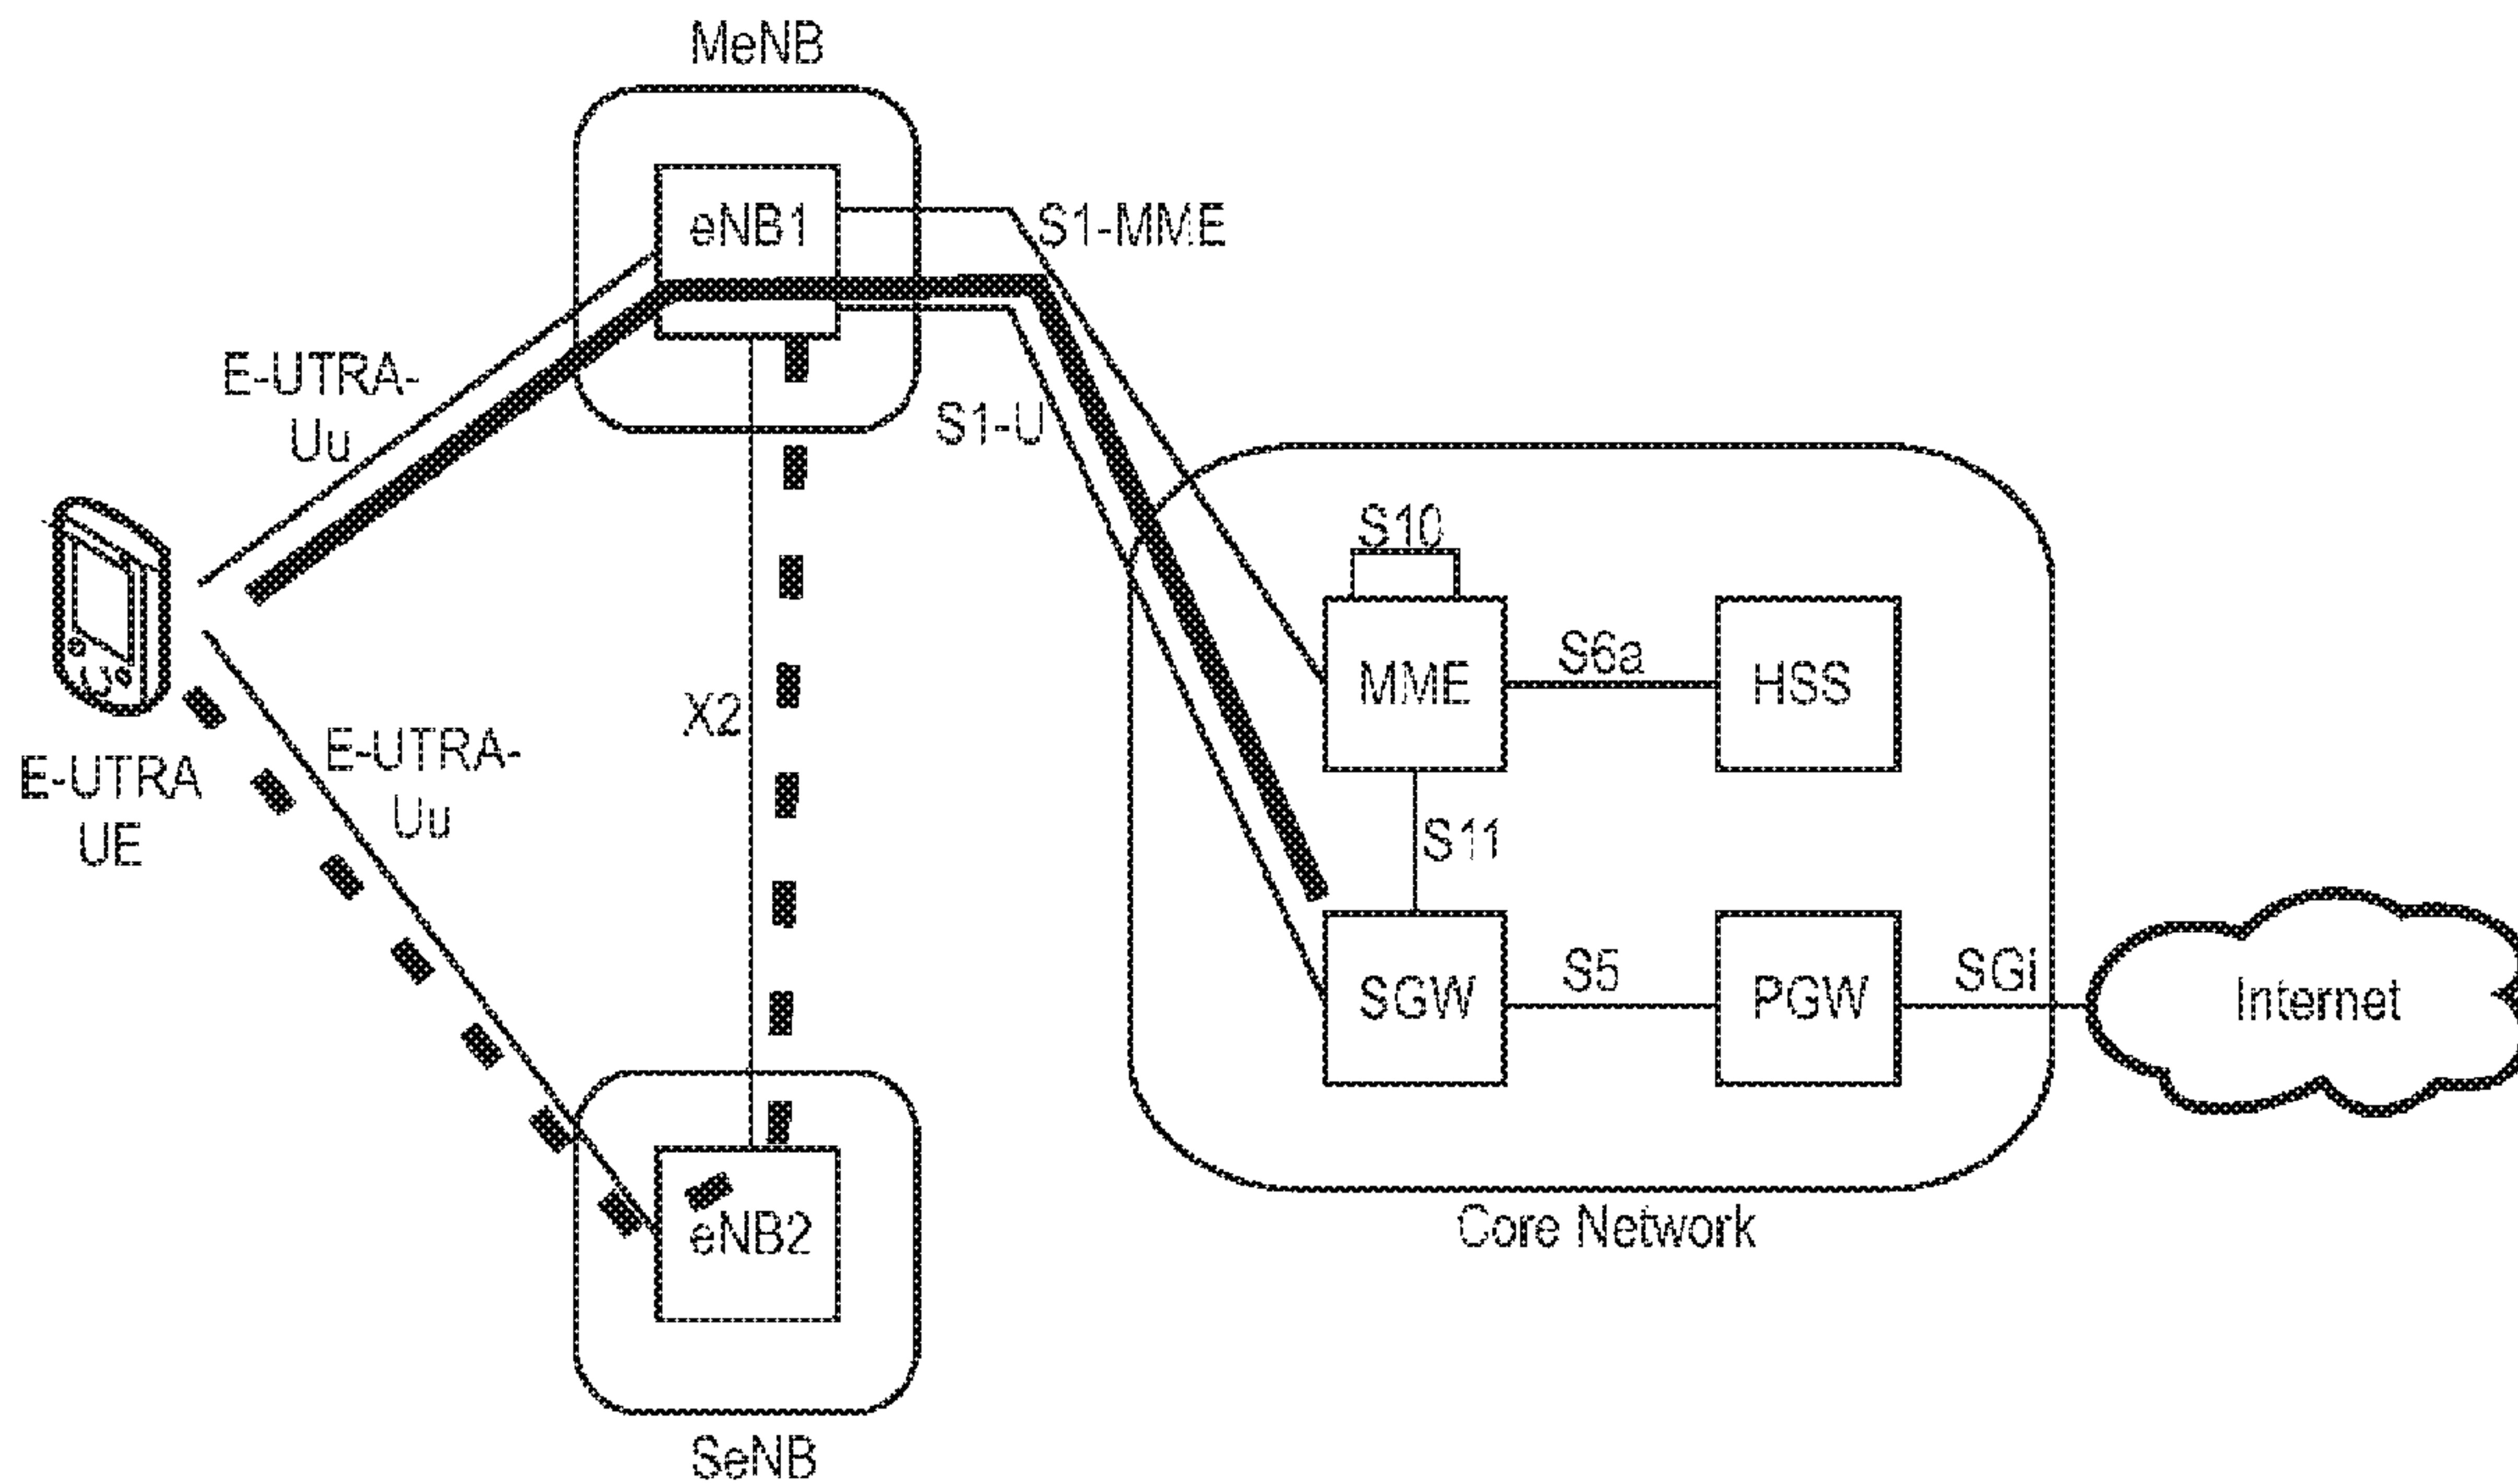 MeNB
eNB1
S1-MME
E-UTRA-
Uu
S1-U
S10
MME
S6a
HSS
X2
E-UTRA-
Uu
E-UTRA
UE
S11
SGW
S5
PGW
SGi
Internet
eNB2
Core Network
SeNB